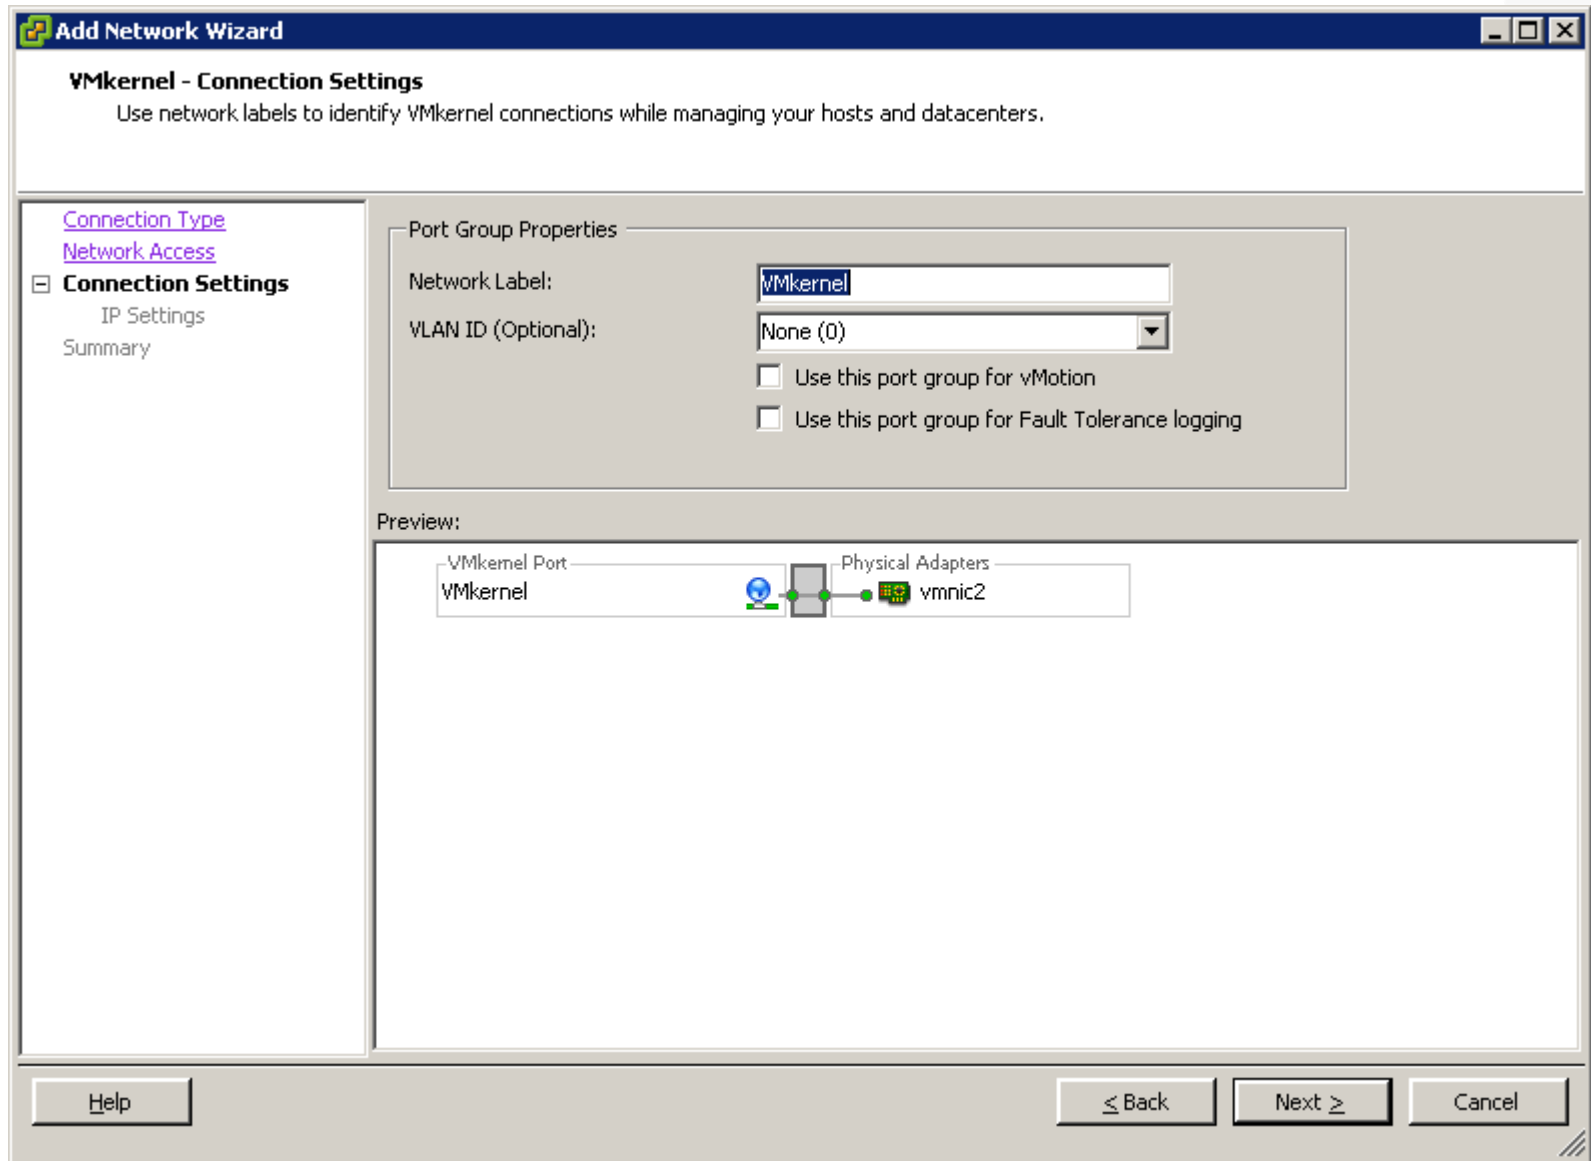 Add Network Wizard
VMkernel - Connection Settings
Use network labels to identify VMkernel connections while managing your hosts and datacenters.
Connection Type
Network Access
Connection Settings
IP Settings
Summary
Port Group Properties
Network Label:
VMkernel
VLAN ID (Optional):
None (0)
Use this port group for vMotion
Use this port group for Fault Tolerance logging
Preview:
VMkernel Port
VMkernel
Physical Adapters
vmnic2
Help
< Back
Next >
Cancel